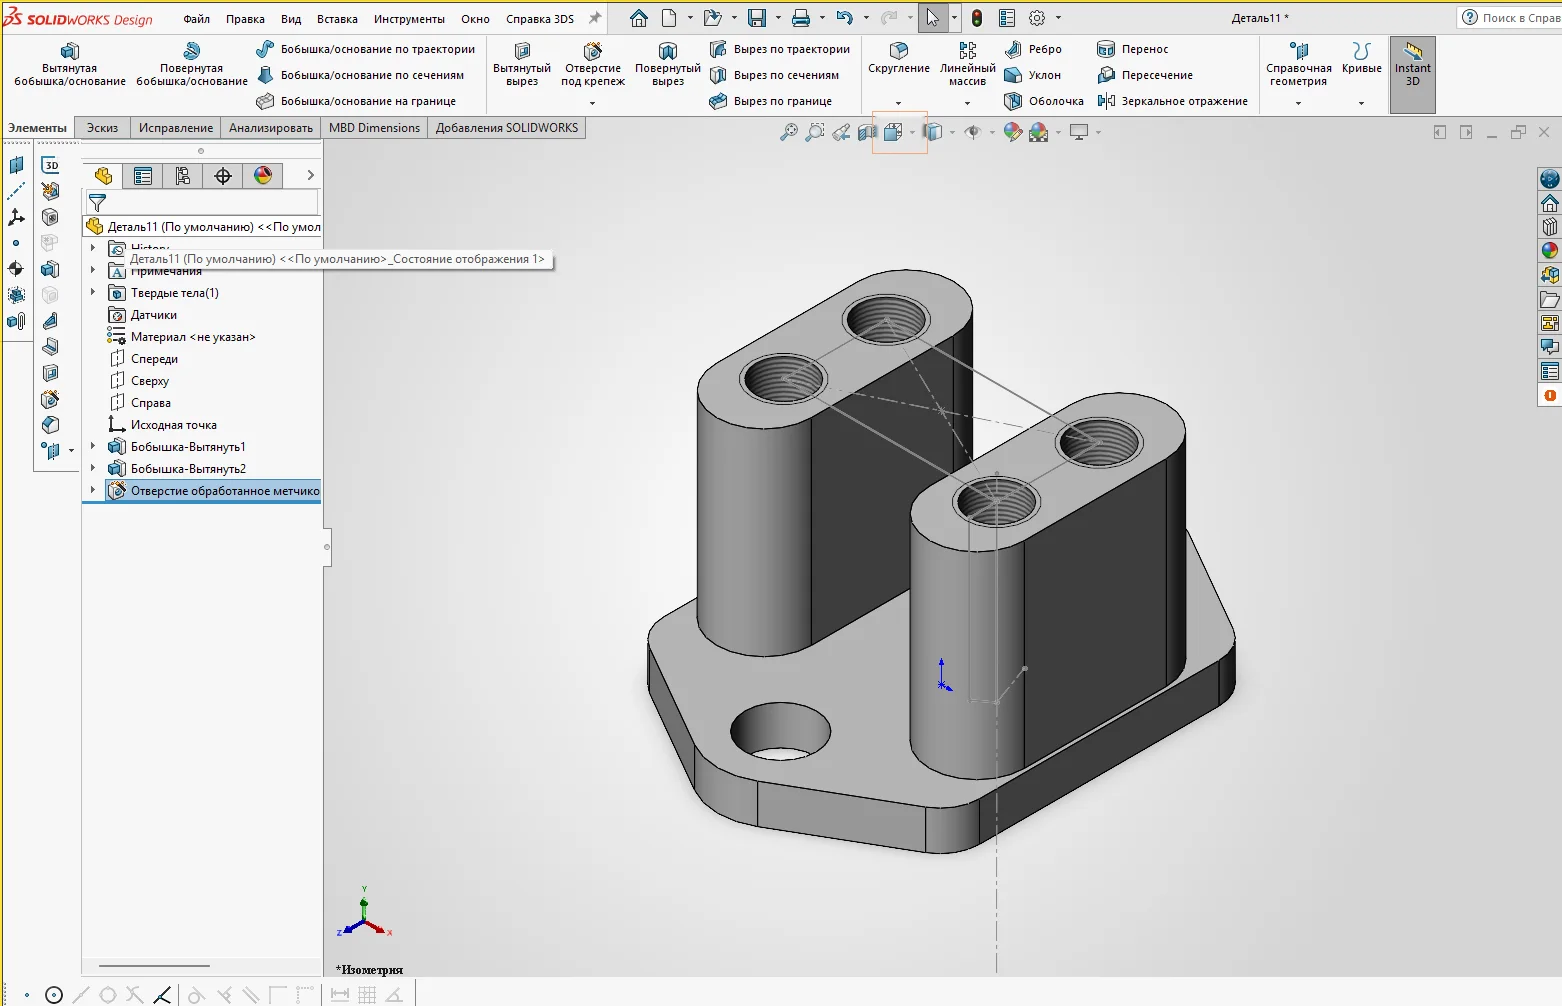 SOLIDWORKS Design
Файл Правка Вид Вставка Инструменты Окно Справка 3DS
Деталь11 *
Поиск в Справ
Вытянутая
бобышка/основание
Повернутая
бобышка/основание
Бобышка/основание по траектории
Бобышка/основание по сечениям
Бобышка/основание на границе
Вытянутый
вырез
Отверстие
под крепеж
Повернутый
вырез
Вырез по траектории
Вырез по сечениям
Вырез по границе
Скругление
Линейный
массив
Ребро
Уклон
Оболочка
Перенос
Пересечение
Зеркальное отражение
Справочная
геометрия
Кривые
Instant
3D
Элементы Эскиз Исправление Анализировать MBD Dimensions Добавления SOLIDWORKS
3D
Деталь11 (По умолчанию) <<По умол
History
Деталь11 (По умолчанию) <<По умолчанию>_Состояние отображения 1>
Примечания
Твердые тела(1)
Датчики
Материал <не указан>
Спереди
Сверху
Справа
Исходная точка
Бобышка-Вытянуть1
Бобышка-Вытянуть2
Отверстие обработанное метчико
Y
Z X
*Изометрия